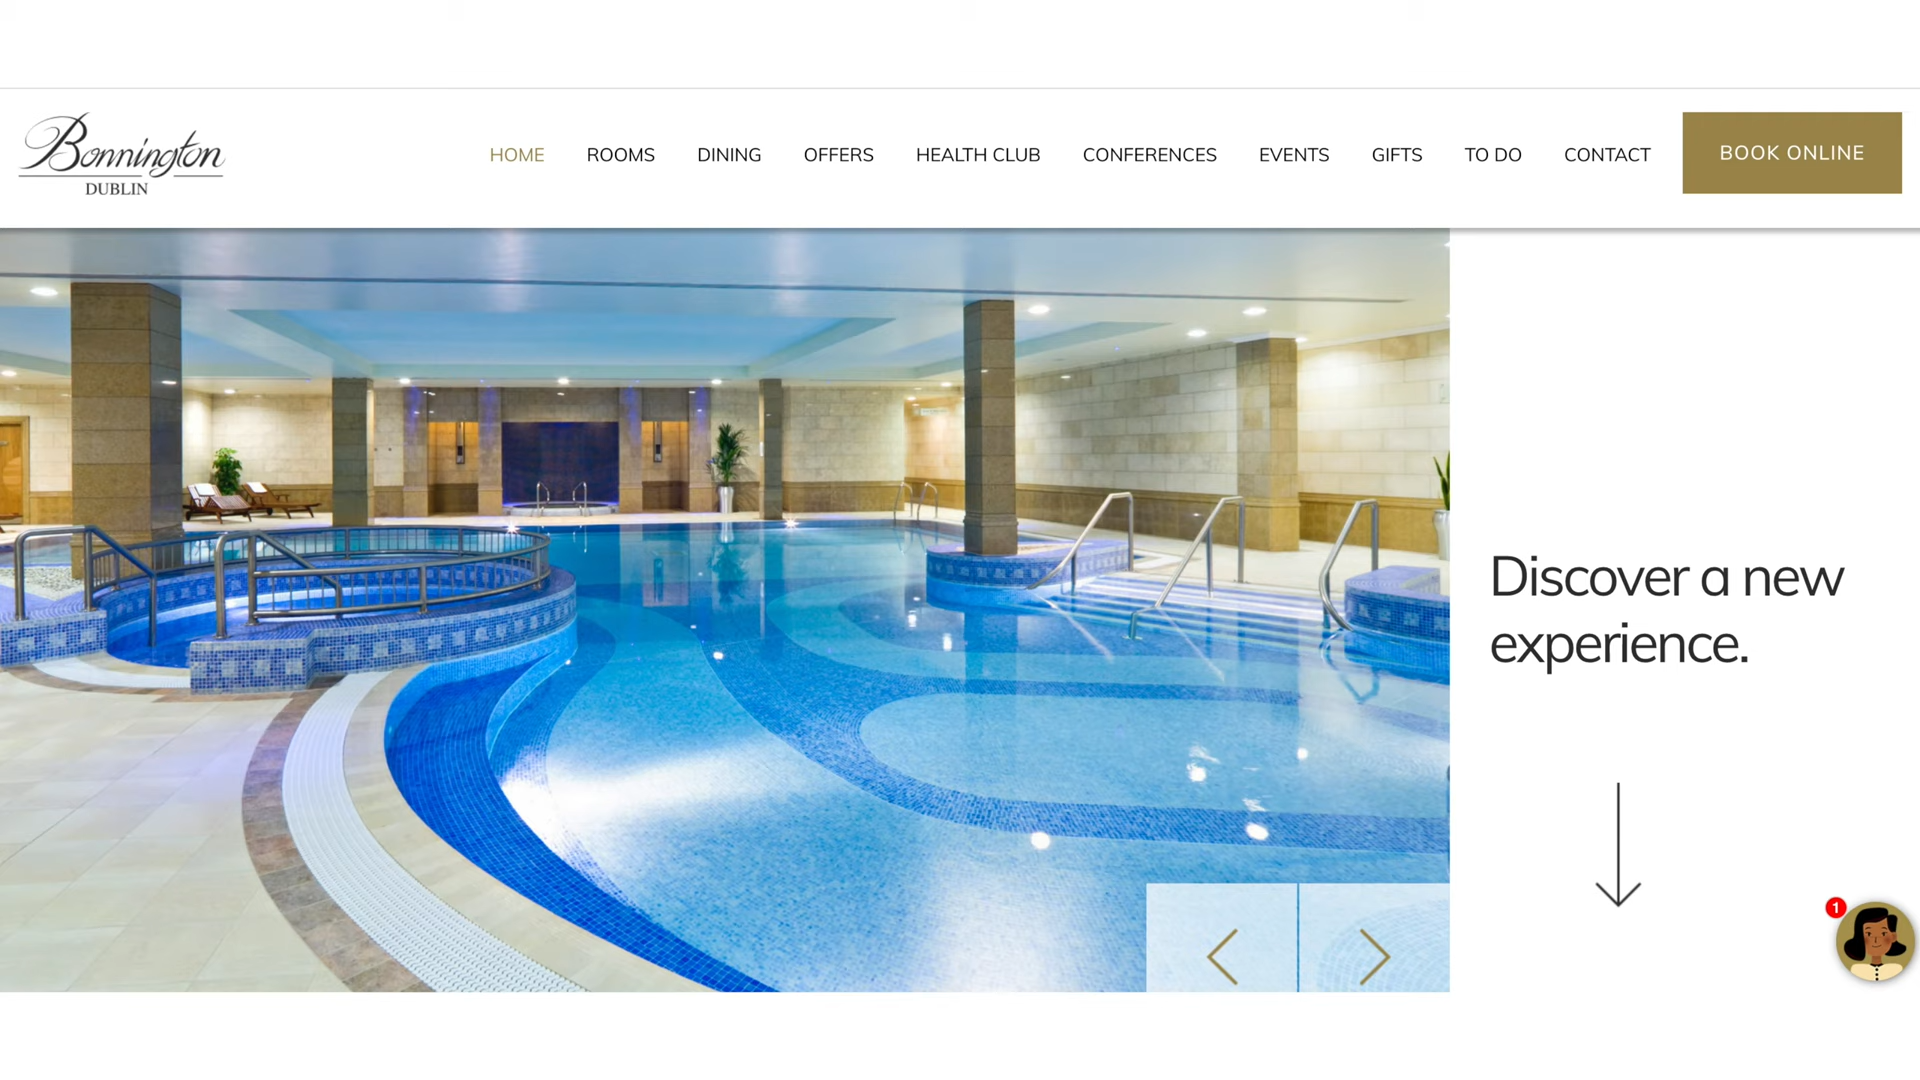 Bonnington
DUBLIN
HOME ROOMS DINING OFFERS HEALTH CLUB CONFERENCES EVENTS GIFTS TO DO CONTACT BOOK ONLINE
Discover a new
experience.
1